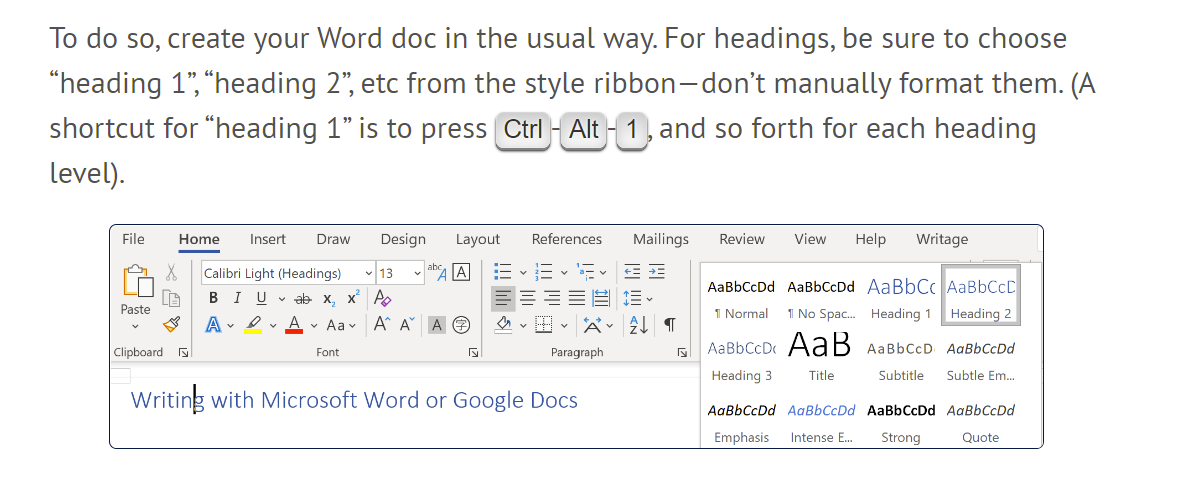 To do so, create your Word doc in the usual way. For headings, be sure to choose
“heading 1”, “heading 2”, etc from the style ribbon—don’t manually format them. (A
shortcut for “heading 1” is to press Ctrl - Alt - 1 , and so forth for each heading
level).
File Home Insert Draw Design Layout References Mailings Review View Help Writage
Calibri Light (Headings) 13 abc A A
B I U ab x₂ x² A
Paste
A A Aa A A A 字
Clipboard Font Paragraph
AaBbCcDd AaBbCcDd AaBbCc AaBbCcD
¶ Normal ¶ No Spac... Heading 1 Heading 2
AaBbCcDd AaB AaBbCcD AaBbCcDd
Heading 3 Title Subtitle Subtle Em...
AaBbCcDd AaBbCcDd AaBbCcDd AaBbCcDd
Emphasis Intense E... Strong Quote
Writing with Microsoft Word or Google Docs